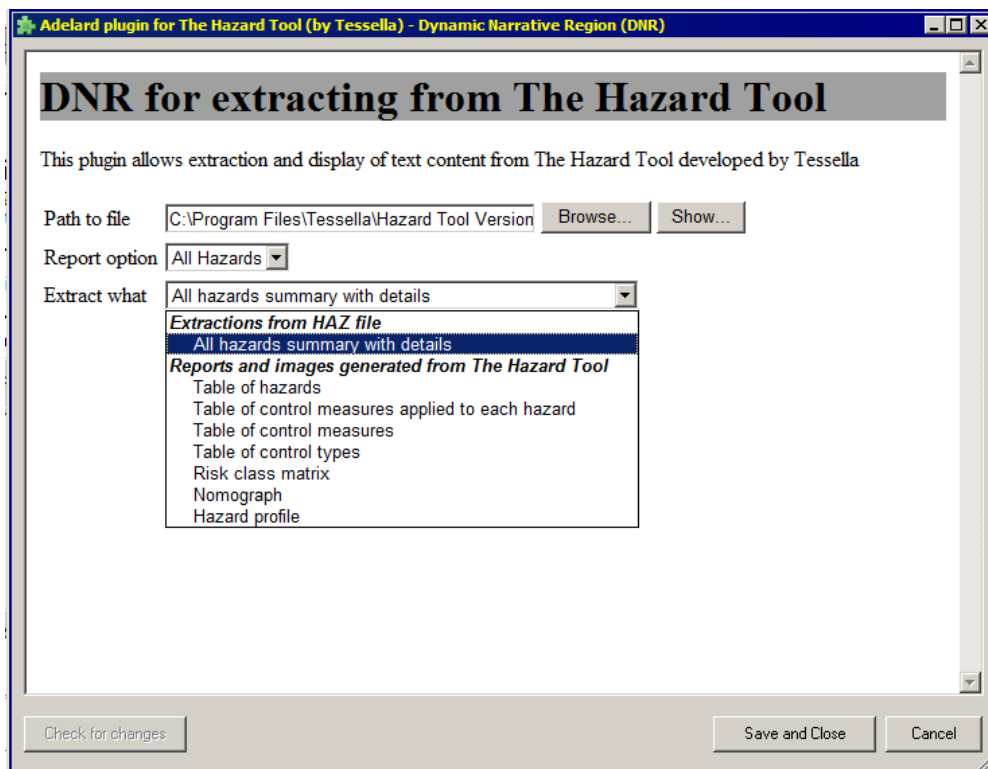 Adelard plugin for The Hazard Tool (by Tessella) - Dynamic Narrative Region (DNR)
DNR for extracting from The Hazard Tool
This plugin allows extraction and display of text content from The Hazard Tool developed by Tessella
Path to file C:\Program Files\Tessella\Hazard Tool Version Browse... Show...
Report option All Hazards
Extract what All hazards summary with details
Extractions from HAZ file
All hazards summary with details
Reports and images generated from The Hazard Tool
Table of hazards
Table of control measures applied to each hazard
Table of control measures
Table of control types
Risk class matrix
Nomograph
Hazard profile
Check for changes Save and Close Cancel